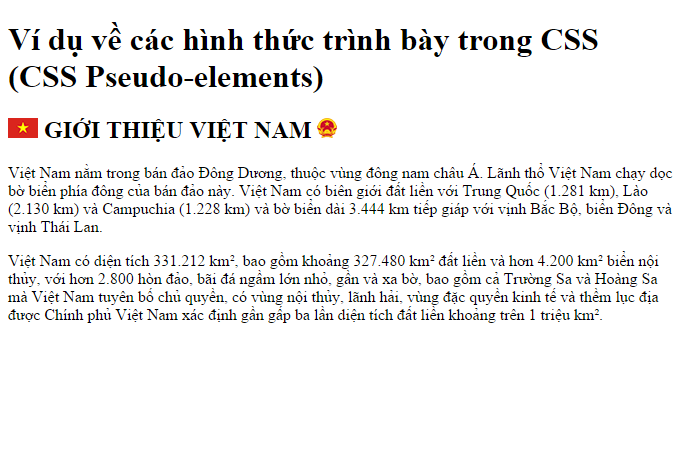 Ví dụ về các hình thức trình bày trong CSS
(CSS Pseudo-elements)
GIỚI THIỆU VIỆT NAM
Việt Nam nằm trong bán đảo Đông Dương, thuộc vùng đông nam châu Á. Lãnh thổ Việt Nam chạy dọc
bờ biển phía đông của bán đảo này. Việt Nam có biên giới đất liền với Trung Quốc (1.281 km), Lào
(2.130 km) và Campuchia (1.228 km) và bờ biển dài 3.444 km tiếp giáp với vịnh Bắc Bộ, biển Đông và
vịnh Thái Lan.
Việt Nam có diện tích 331.212 km², bao gồm khoảng 327.480 km² đất liền và hơn 4.200 km² biển nội
thủy, với hơn 2.800 hòn đảo, bãi đá ngầm lớn nhỏ, gần và xa bờ, bao gồm cả Trường Sa và Hoàng Sa
mà Việt Nam tuyên bố chủ quyền, có vùng nội thủy, lãnh hải, vùng đặc quyền kinh tế và thềm lục địa
được Chính phủ Việt Nam xác định gần gấp ba lần diện tích đất liền khoảng trên 1 triệu km².